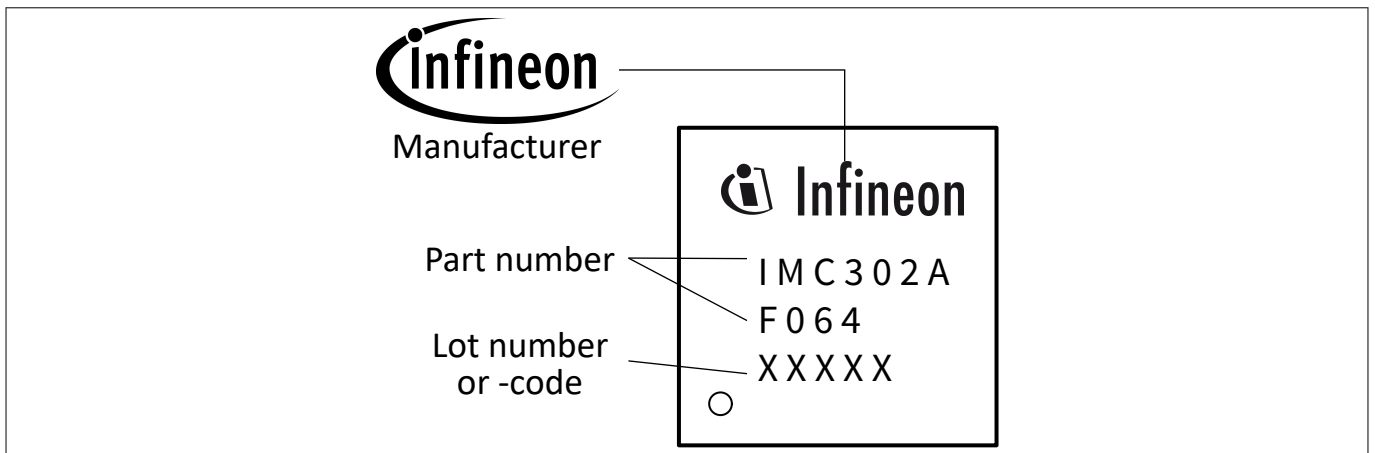 infineon
Manufacturer
Infineon
Part number
IMC302A
F064
Lot number
or -code
XXXXX